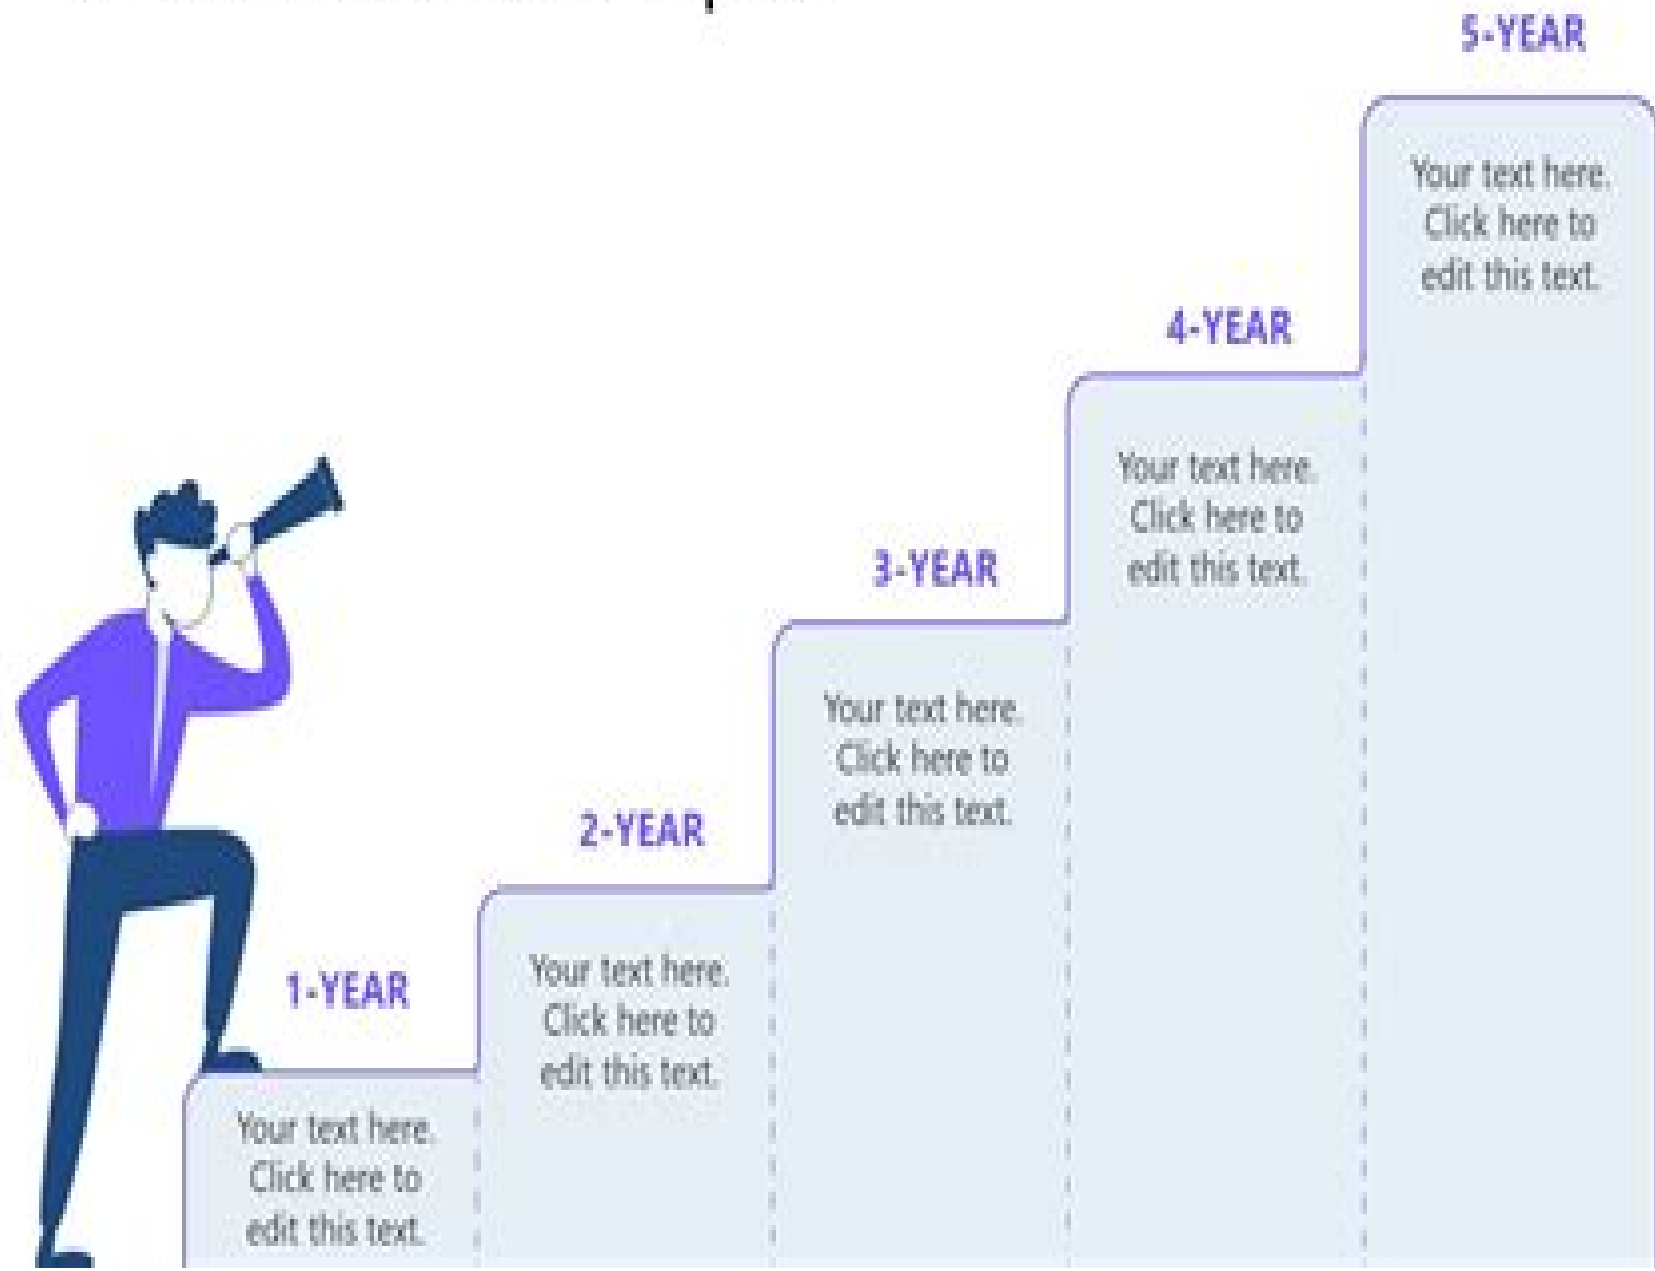 5-YEAR
Your text here.
Click here to
edit this text.
4-YEAR
Your text here.
Click here to
edit this text.
3-YEAR
Your text here.
Click here to
edit this text.
2-YEAR
Your text here.
Click here to
edit this text.
1-YEAR
Your text here.
Click here to
edit this text.